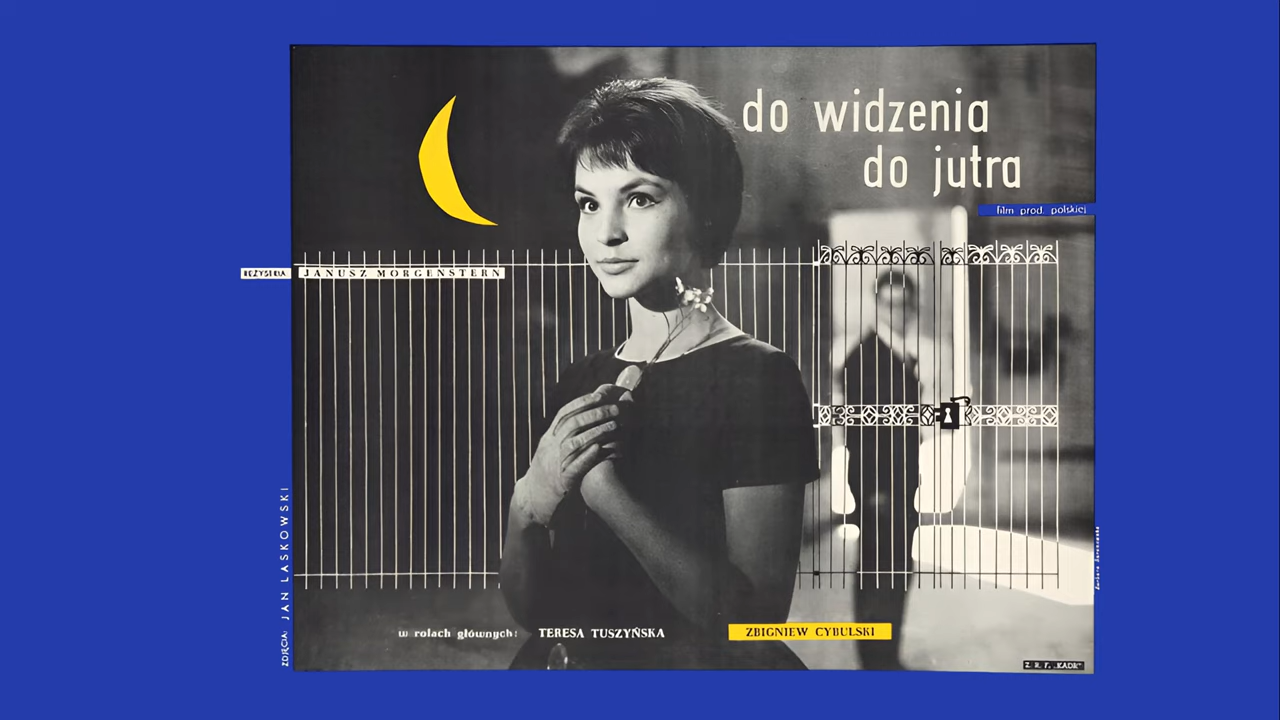 do widzenia
do jutra
film prod. polskiej
REŻYSERIA JANUSZ MORGENSTERN
ZDJĘCIA: JAN LASKOWSKI
w rolach głównych: TERESA TUSZYŃSKA ZBIGNIEW CYBULSKI
Z. R. F. „KADR”